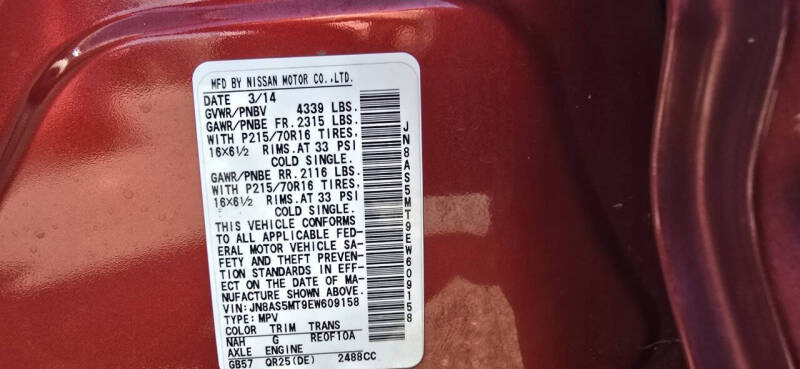 MFD BY NISSAN MOTOR CO.,LTD.
DATE 3/14
GVWR/PNBV 4339 LBS.
GAWR/PNBE FR. 2315 LBS.
WITH P215/70R16 TIRES.
16×6½ RIMS. AT 33 PSI
COLD SINGLE.
GAWR/PNBE RR. 2116 LBS.
WITH P215/70R16 TIRES.
16×6½ RIMS. AT 33 PSI
COLD SINGLE.
THIS VEHICLE CONFORMS
TO ALL APPLICABLE FED-
ERAL MOTOR VEHICLE SA-
FETY AND THEFT PREVEN-
TION STANDARDS IN EFF-
ECT ON THE DATE OF MA-
NUFACTURE SHOWN ABOVE.
VIN: JN8AS5MT9EW609158
TYPE: MPV
COLOR TRIM TRANS
NAH G RE0F10A
AXLE ENGINE
GB57 QR25(DE) 2488CC
JN8AS5MT9EW609158